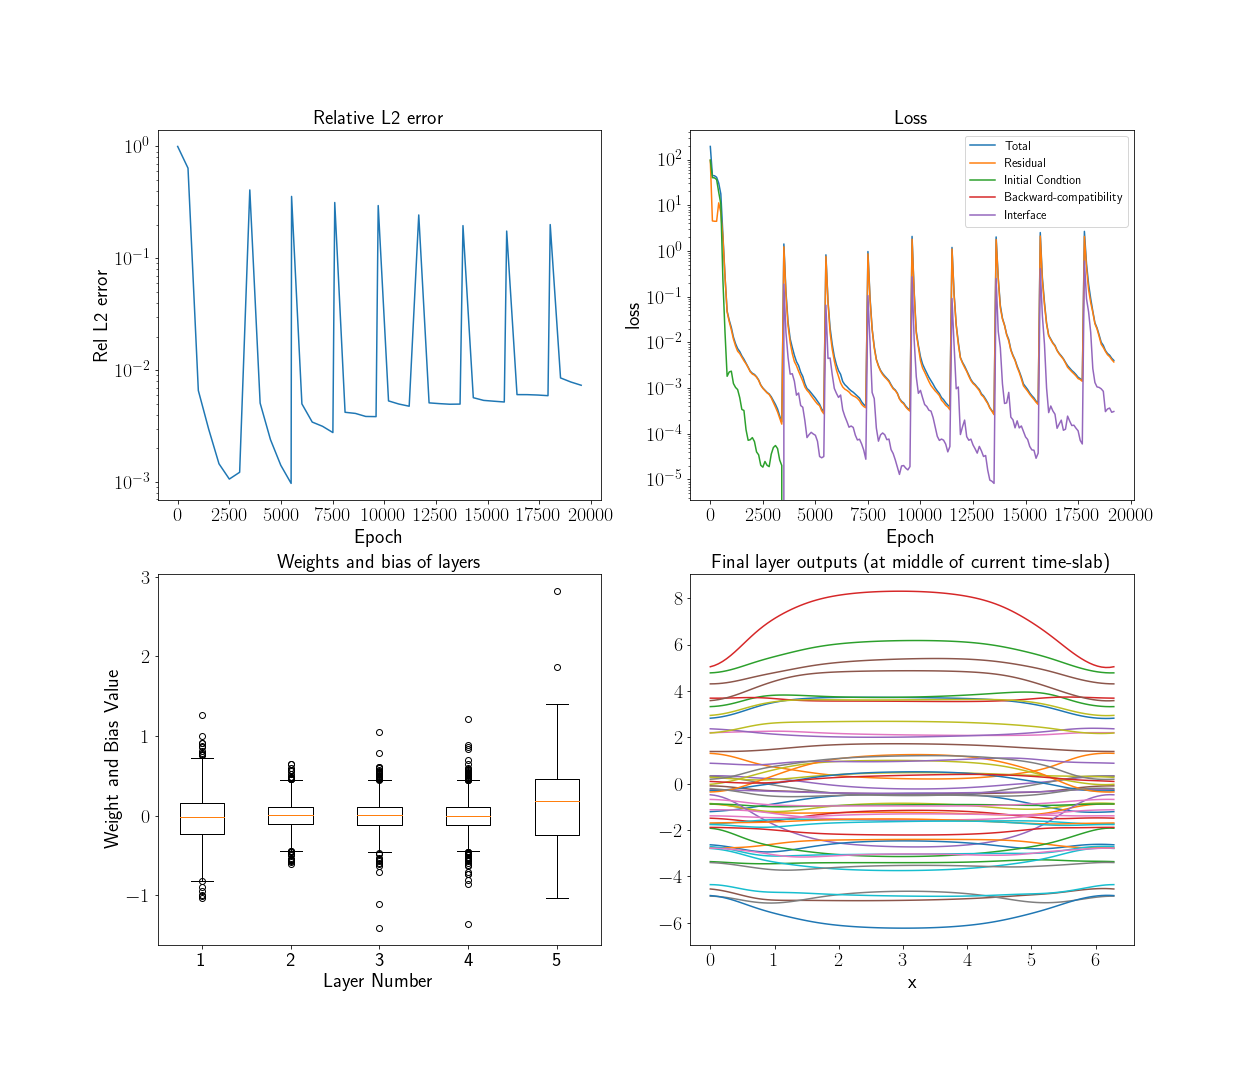 Relative L2 error
10^0
10^-1
10^-2
10^-3
Rel L2 error
0 2500 5000 7500 10000 12500 15000 17500 20000
Epoch
Loss
10^2
10^1
10^0
10^-1
10^-2
10^-3
10^-4
10^-5
loss
Total
Residual
Initial Condtion
Backward-compatibility
Interface
0 2500 5000 7500 10000 12500 15000 17500 20000
Epoch
Weights and bias of layers
3
2
1
0
−1
Weight and Bias Value
1 2 3 4 5
Layer Number
Final layer outputs (at middle of current time-slab)
8
6
4
2
0
−2
−4
−6
0 1 2 3 4 5 6
x